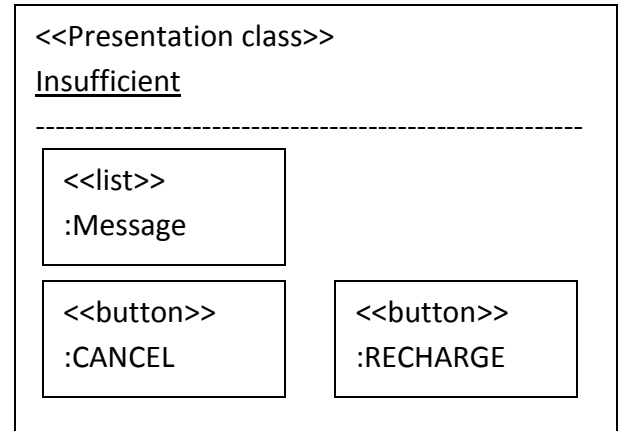 <<Presentation class>>
Insufficient
-------------------------------------------------------
<<list>>
:Message
<<button>>
:CANCEL
<<button>>
:RECHARGE